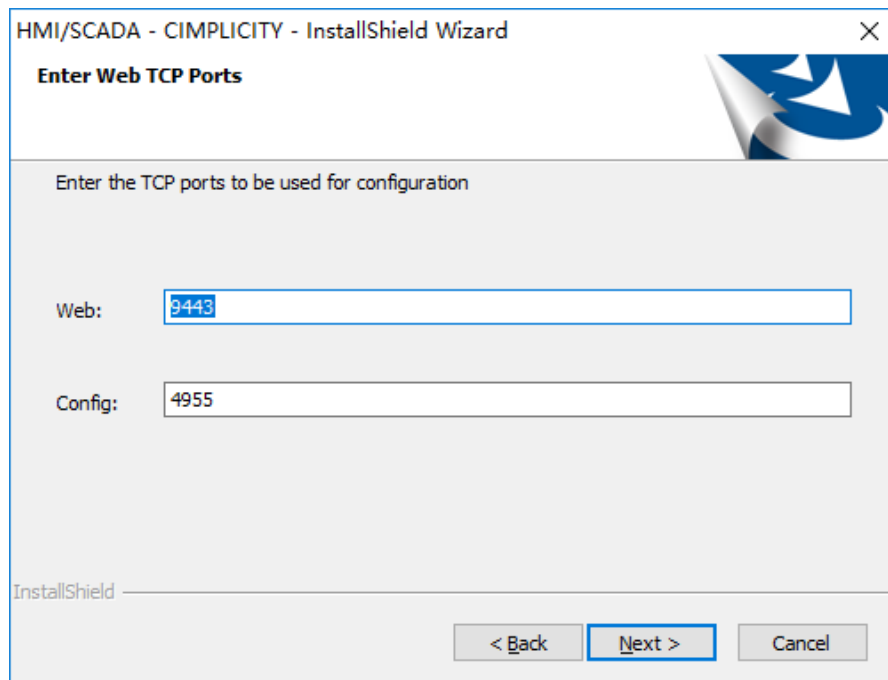 HMI/SCADA - CIMPLICITY - InstallShield Wizard
Enter Web TCP Ports
Enter the TCP ports to be used for configuration
Web: 9443
Config: 4955
InstallShield
< Back Next > Cancel